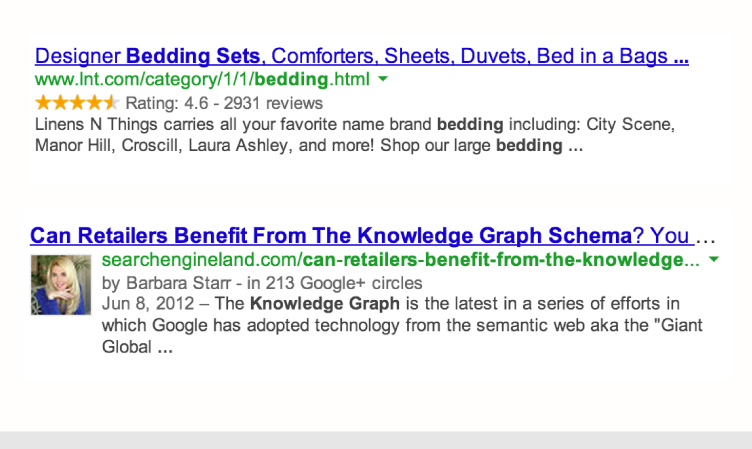 Designer Bedding Sets, Comforters, Sheets, Duvets, Bed in a Bags ...
www.lnt.com/category/1/1/bedding.html
Rating: 4.6 - 2931 reviews
Linens N Things carries all your favorite name brand bedding including: City Scene,
Manor Hill, Croscill, Laura Ashley, and more! Shop our large bedding ...
Can Retailers Benefit From The Knowledge Graph Schema? You ...
searchengineland.com/can-retailers-benefit-from-the-knowledge...
by Barbara Starr - in 213 Google+ circles
Jun 8, 2012 – The Knowledge Graph is the latest in a series of efforts in
which Google has adopted technology from the semantic web aka the "Giant
Global ...